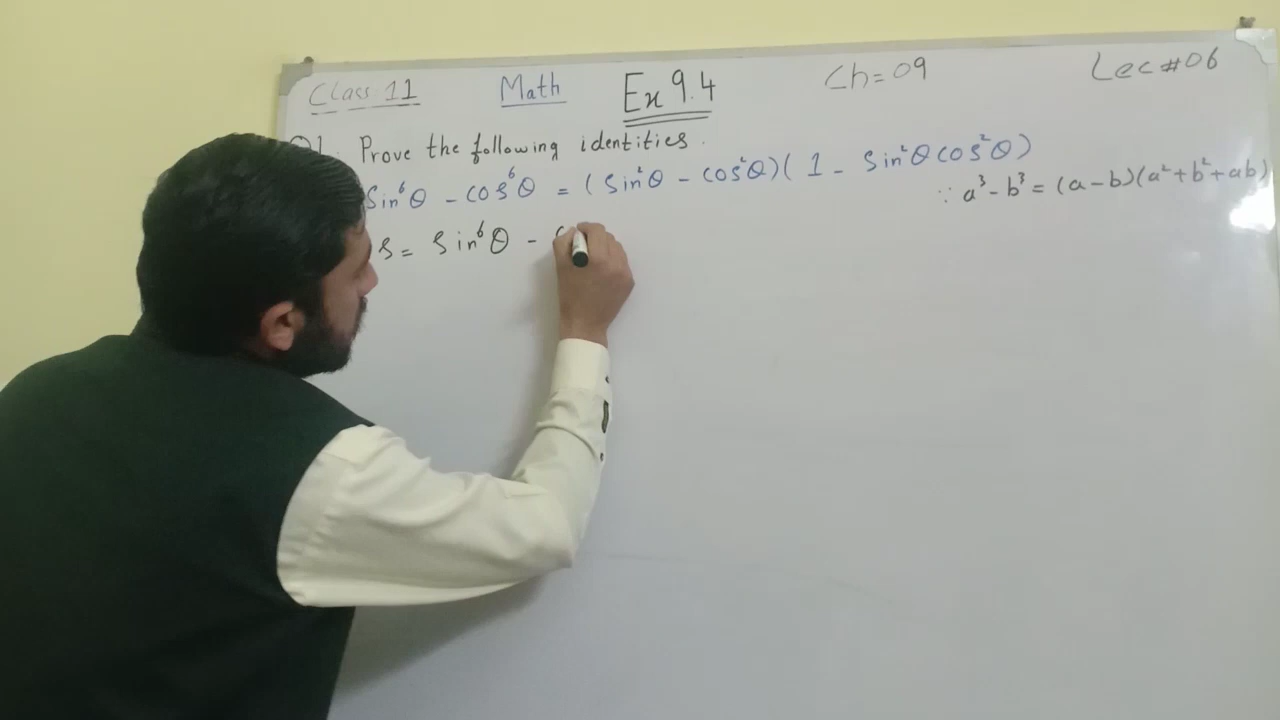 Class 11 Math Ex 9.4 Ch = 09 Lec # 06
Q1. Prove the following identities.
Sin⁶θ - cos⁶θ = (Sin²θ - cos²θ)(1 - Sin²θ cos²θ)
∵ a³ - b³ = (a-b)(a²+b²+ab)
S = Sin⁶θ -